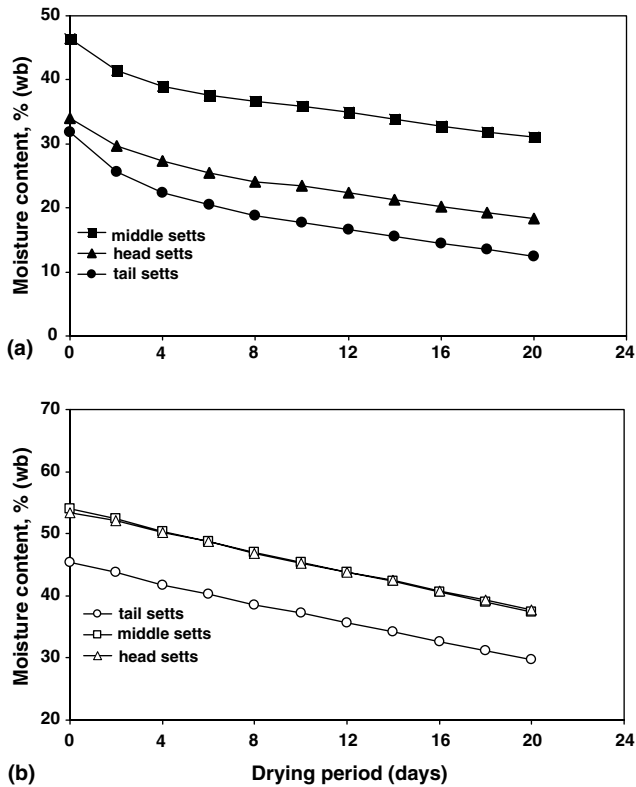 50
40
30
20
10
0
Moisture content, % (wb)
middle setts
head setts
tail setts
0 4 8 12 16 20 24
(a)
70
60
50
40
30
20
Moisture content, % (wb)
tail setts
middle setts
head setts
0 4 8 12 16 20 24
(b) Drying period (days)